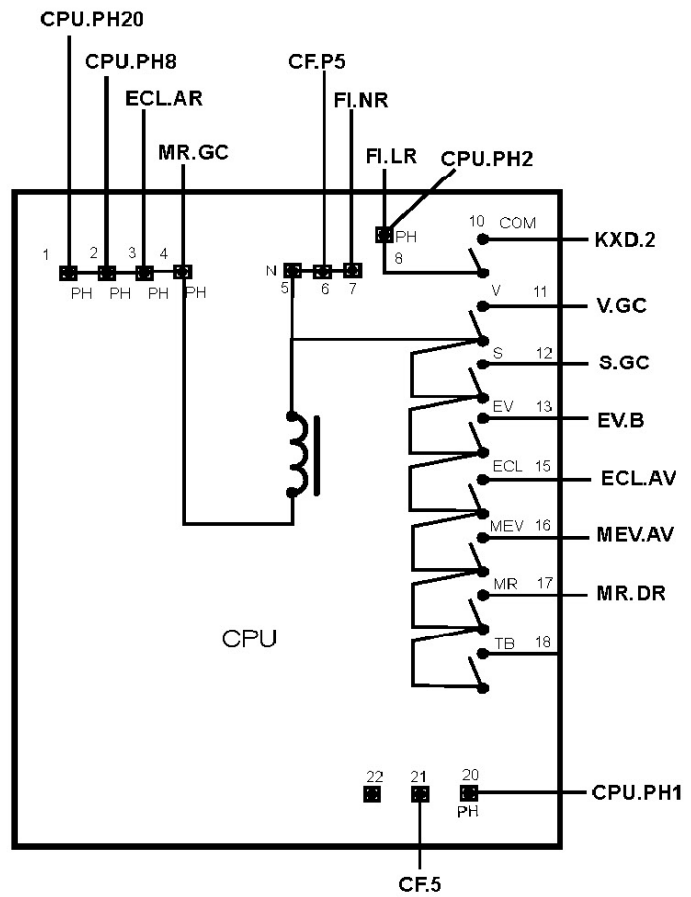 CPU.PH20
CPU.PH8
CF.P5
ECL.AR
FI.NR
MR.GC
FI.LR
CPU.PH2
10 COM
KXD.2
PH
1 2 3 4
N
8
PH PH PH PH
5 6 7
V 11
V.GC
S 12
S.GC
EV 13
EV.B
ECL 15
ECL.AV
MEV 16
MEV.AV
MR 17
MR.DR
CPU
TB 18
22 21 20
CPU.PH1
PH
CF.5